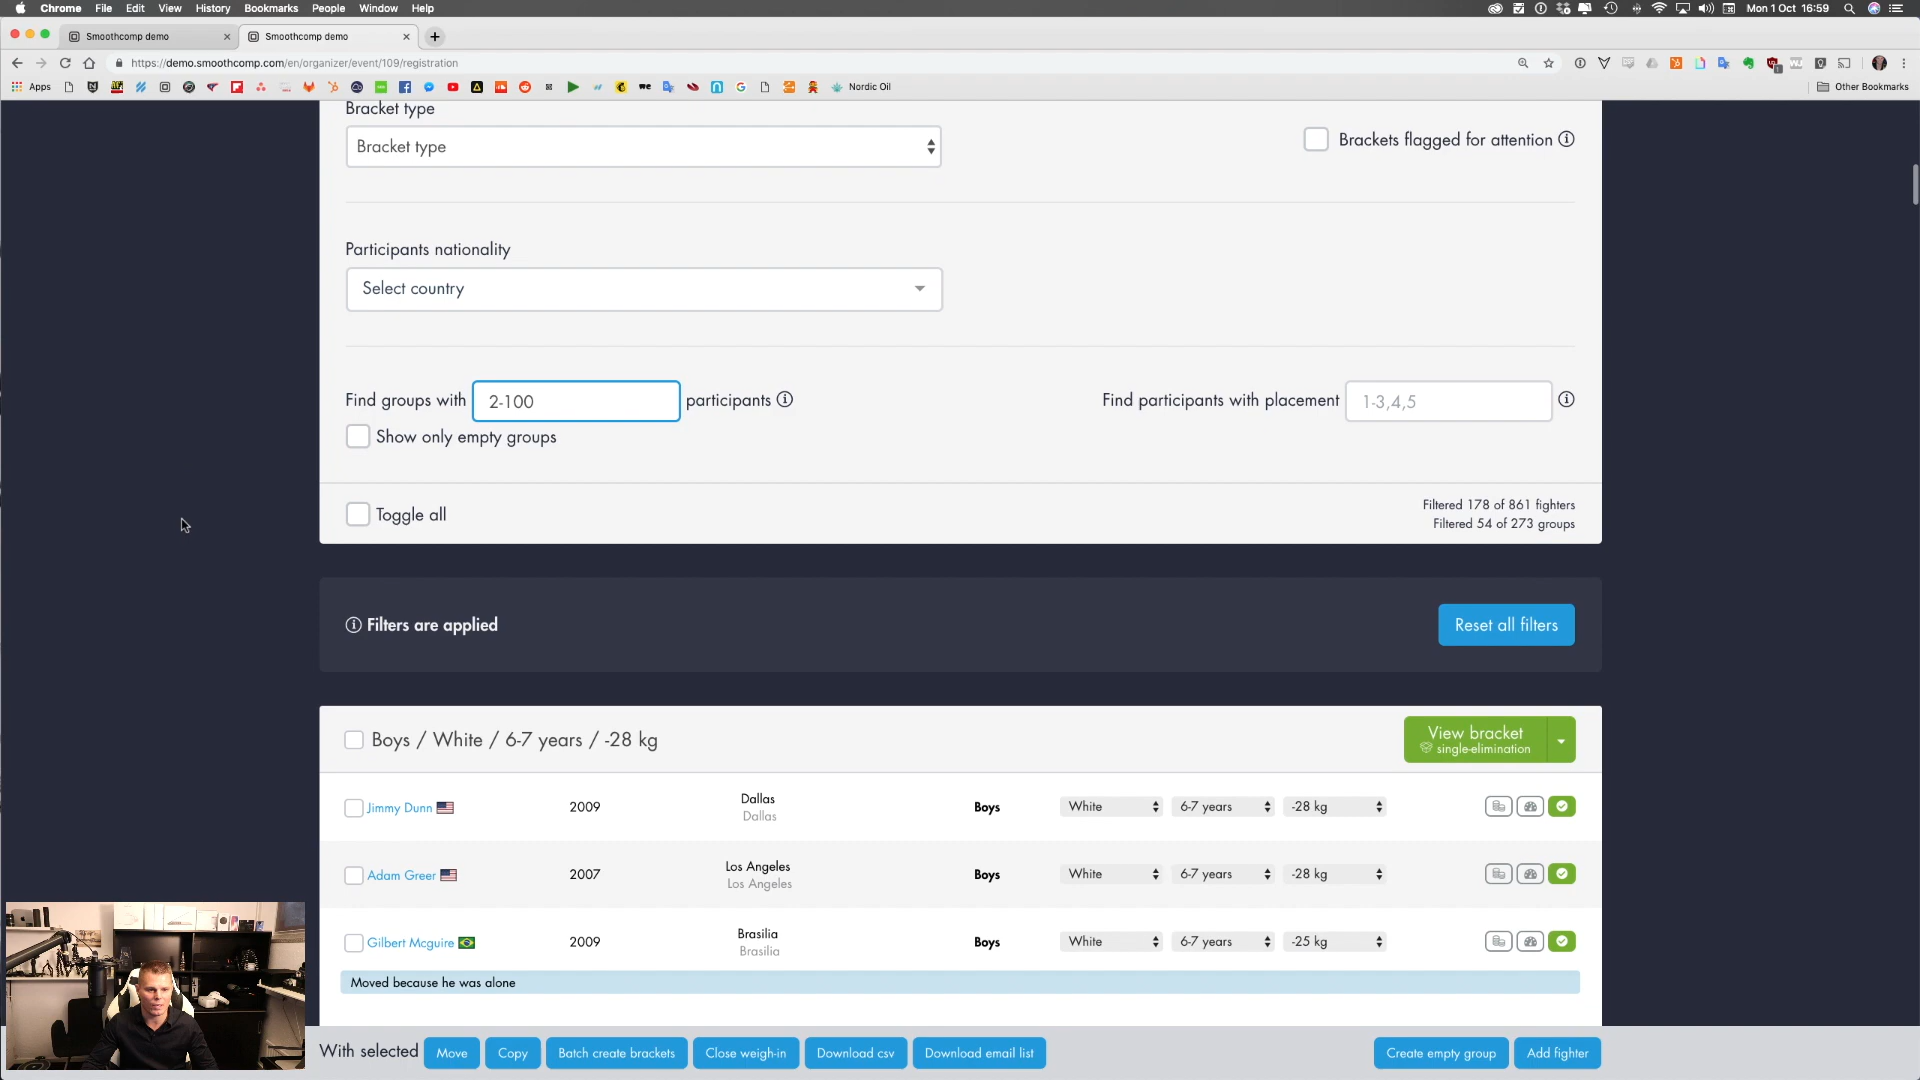 Chrome File Edit View History Bookmarks People Window Help
Mon 1 Oct 16:59
Smoothcomp demo
Smoothcomp demo
https://demo.smoothcomp.com/en/organizer/event/109/registration
Apps
Nordic Oil
Other Bookmarks
Bracket type
Bracket type
Brackets flagged for attention
Participants nationality
Select country
Find groups with 2-100 participants
Find participants with placement 1-3,4,5
Show only empty groups
Toggle all
Filtered 178 of 861 fighters
Filtered 54 of 273 groups
Filters are applied
Reset all filters
Boys / White / 6-7 years / -28 kg
View bracket
single-elimination
Jimmy Dunn 2009 Dallas Boys White 6-7 years -28 kg
Dallas
Adam Greer 2007 Los Angeles Boys White 6-7 years -28 kg
Los Angeles
Gilbert Mcguire 2009 Brasilia Boys White 6-7 years -25 kg
Brasilia
Moved because he was alone
With selected Move Copy Batch create brackets Close weigh-in Download csv Download email list Create empty group Add fighter